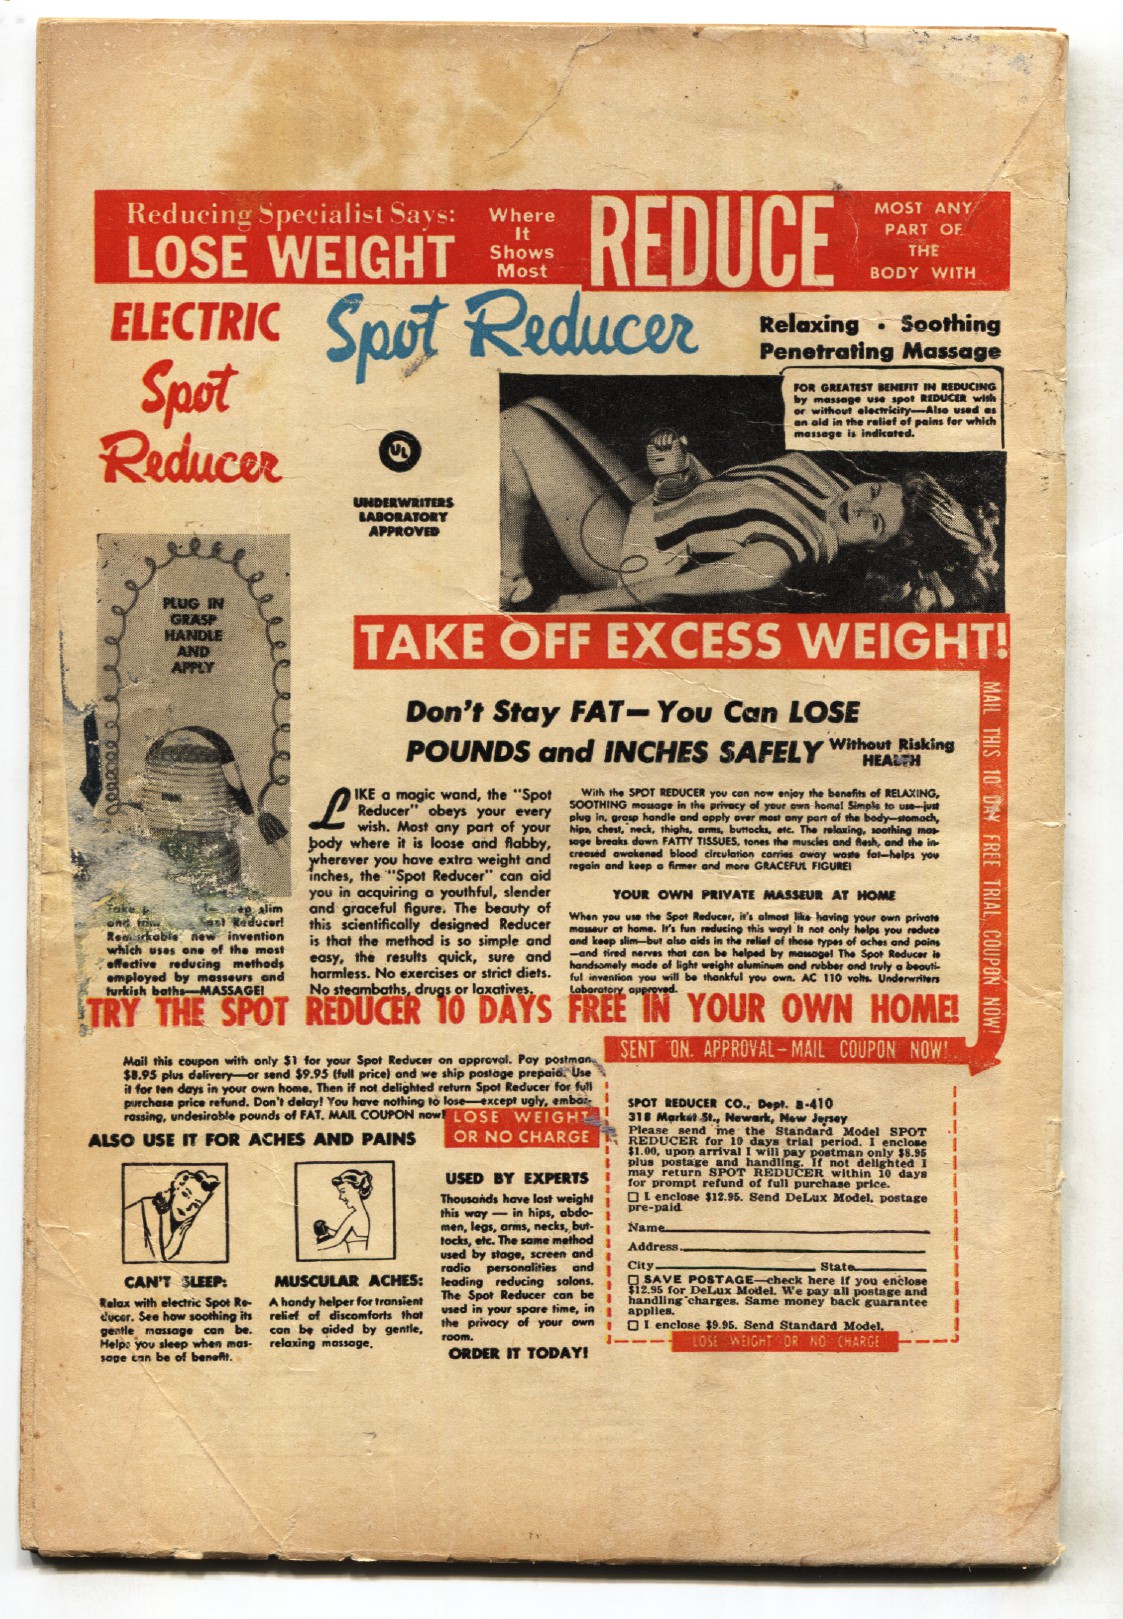 Reducing Specialist Says:
LOSE WEIGHT
Where
It
Shows
Most
REDUCE
MOST ANY
PART OF
THE
BODY WITH
ELECTRIC
Spot
Reducer
Spot Reducer
Relaxing • Soothing
Penetrating Massage
FOR GREATEST BENEFIT IN REDUCING
by massage use spot REDUCER with
or without electricity—Also used as
an aid in the relief of pains for which
massage is indicated.
UL
UNDERWRITERS
LABORATORY
APPROVED
PLUG IN
GRASP
HANDLE
AND
APPLY
TAKE OFF EXCESS WEIGHT!
MAIL THIS 10 DAY FREE TRIAL COUPON NOW!
Don't Stay FAT—You Can LOSE
POUNDS and INCHES SAFELY Without Risking
HEALTH
LIKE a magic wand, the "Spot
Reducer" obeys your every
wish. Most any part of your
body where it is loose and flabby,
wherever you have extra weight and
inches, the "Spot Reducer" can aid
you in acquiring a youthful, slender
and graceful figure. The beauty of
this scientifically designed Reducer
is that the method is so simple and
easy, the results quick, sure and
harmless. No exercises or strict diets.
No steambaths, drugs or laxatives.
With the SPOT REDUCER you can now enjoy the benefits of RELAXING,
SOOTHING massage in the privacy of your own home! Simple to use—just
plug in, grasp handle and apply over most any part of the body—stomach,
hips, chest, neck, thighs, arms, buttocks, etc. The relaxing, soothing mas-
sage breaks down FATTY TISSUES, tones the muscles and flesh, and the in-
creased awakened blood circulation carries away waste fat—helps you
regain and keep a firmer and more GRACEFUL FIGURE!
YOUR OWN PRIVATE MASSEUR AT HOME
When you use the Spot Reducer, it's almost like having your own private
masseur at home. It's fun reducing this way! It not only helps you reduce
and keep slim—but also aids in the relief of those types of aches and pains
—and tired nerves that can be helped by massage! The Spot Reducer is
handsomely made of light weight aluminum and rubber and truly a beauti-
ful invention you will be thankful you own. AC 110 volts. Underwriters
Laboratory approved.
Take slim
and Reducer!
Remarkable new invention
which uses one of the most
effective reducing methods
employed by masseurs and
turkish baths—MASSAGE!
TRY THE SPOT REDUCER 10 DAYS FREE IN YOUR OWN HOME!
Mail this coupon with only $1 for your Spot Reducer on approval. Pay postman
$8.95 plus delivery—or send $9.95 (full price) and we ship postage prepaid. Use
it for ten days in your own home. Then if not delighted return Spot Reducer for full
purchase price refund. Don't delay! You have nothing to lose—except ugly, embar-
rassing, undesirable pounds of FAT. MAIL COUPON now!
LOSE WEIGHT
OR NO CHARGE
ALSO USE IT FOR ACHES AND PAINS
CAN'T SLEEP:
Relax with electric Spot Re-
ducer. See how soothing its
gentle massage can be.
Helps you sleep when mas-
sage can be of benefit.
MUSCULAR ACHES:
A handy helper for transient
relief of discomforts that
can be aided by gentle,
relaxing massage.
USED BY EXPERTS
Thousands have lost weight
this way — in hips, abdo-
men, legs, arms, necks, but-
tocks, etc. The same method
used by stage, screen and
radio personalities and
leading reducing salons.
The Spot Reducer can be
used in your spare time, in
the privacy of your own
room.
ORDER IT TODAY!
SENT ON APPROVAL—MAIL COUPON NOW!
SPOT REDUCER CO., Dept. B-410
318 Market St., Newark, New Jersey
Please send me the Standard Model SPOT
REDUCER for 10 days trial period. I enclose
$1.00, upon arrival I will pay postman only $8.95
plus postage and handling. If not delighted I
may return SPOT REDUCER within 10 days
for prompt refund of full purchase price.
☐ I enclose $12.95. Send DeLux Model, postage
pre-paid
Name
Address
City State
☐ SAVE POSTAGE—check here if you enclose
$12.95 for DeLux Model. We pay all postage and
handling charges. Same money back guarantee
applies.
☐ I enclose $9.95. Send Standard Model.
LOSE WEIGHT OR NO CHARGE